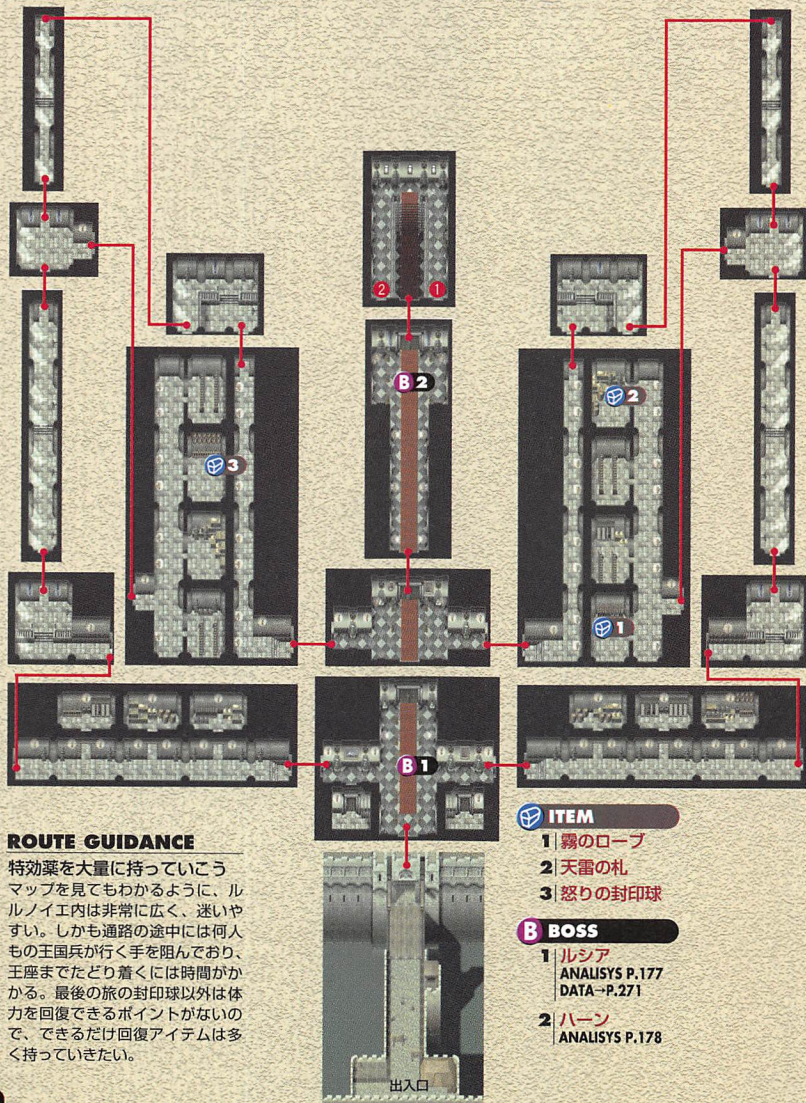 2
1
B 2
2
3
1
B 1
出入口
ROUTE GUIDANCE
特効薬を大量に持っていこう
マップを見てもわかるように、ル
ルノイエ内は非常に広く、迷いや
すい。しかも通路の途中には何人
もの王国兵が行く手を阻んでおり、
王座までたどり着くには時間がか
かる。最後の旅の封印球以外は体
力を回復できるポイントがないの
で、できるだけ回復アイテムは多
く持っていきたい。
ITEM
1 霧のローブ
2 天雷の札
3 怒りの封印球
B BOSS
1 ルシア
ANALISYS P.177
DATA→P.271
2 ハーン
ANALISYS P.178